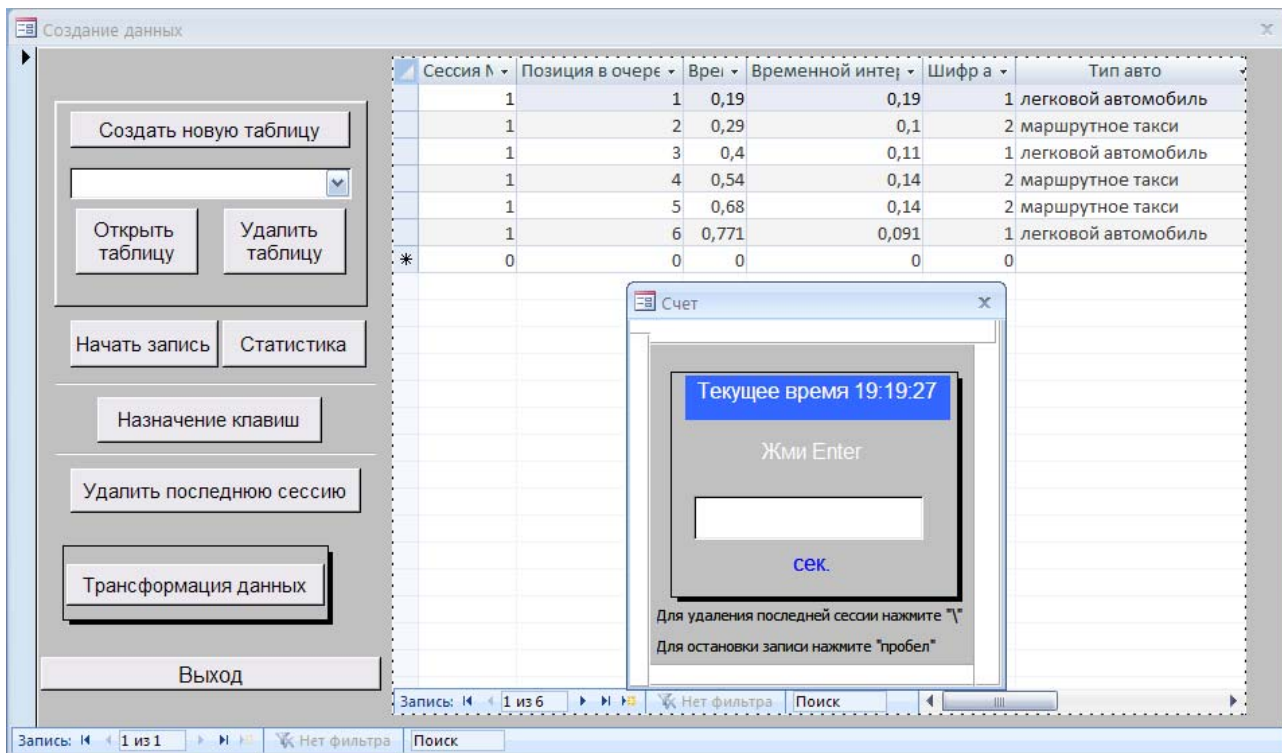 Создание данных
Создать новую таблицу
Открыть таблицу
Удалить таблицу
Начать запись
Статистика
Назначение клавиш
Удалить последнюю сессию
Трансформация данных
Выход
Сессия № Позиция в очере Врем Временной интер Шифр а Тип авто
1 1 0,19 0,19 1 легковой автомобиль
1 2 0,29 0,1 2 маршрутное такси
1 3 0,4 0,11 1 легковой автомобиль
1 4 0,54 0,14 2 маршрутное такси
1 5 0,68 0,14 2 маршрутное такси
1 6 0,771 0,091 1 легковой автомобиль
* 0 0 0 0 0
Счет
Текущее время 19:19:27
Жми Enter
сек.
Для удаления последней сессии нажмите "\"
Для остановки записи нажмите "пробел"
Запись: 1 из 6 Нет фильтра Поиск
Запись: 1 из 1 Нет фильтра Поиск